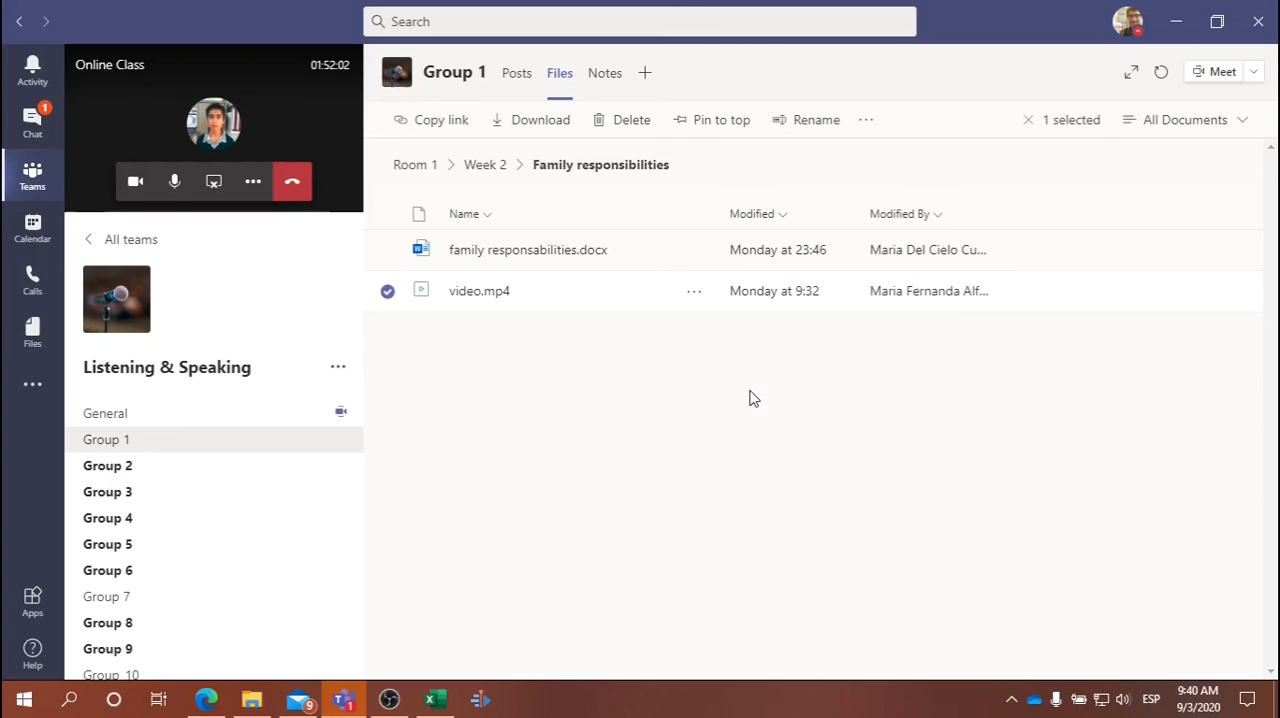 Search
Activity
Chat
1
Teams
Calendar
Calls
Files
Apps
Help
Online Class
01:52:02
All teams
Listening & Speaking
General
Group 1
Group 2
Group 3
Group 4
Group 5
Group 6
Group 7
Group 8
Group 9
Group 10
Group 1 Posts Files Notes
Meet
Copy link Download Delete Pin to top Rename 1 selected All Documents
Room 1 Week 2 Family responsibilities
Name Modified Modified By
family responsabilities.docx Monday at 23:46 Maria Del Cielo Cu...
video.mp4 Monday at 9:32 Maria Fernanda Alf...
9
1
ESP
9:40 AM
9/3/2020